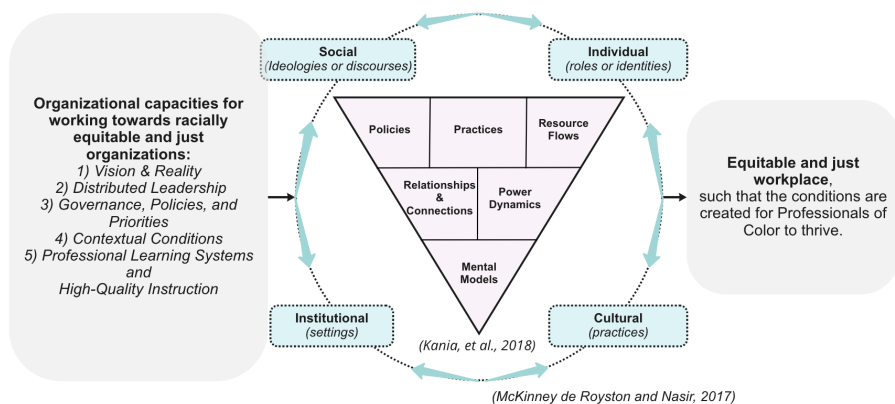 Organizational capacities for
working towards racially
equitable and just
organizations:
1) Vision & Reality
2) Distributed Leadership
3) Governance, Policies, and
Priorities
4) Contextual Conditions
5) Professional Learning Systems
and
High-Quality Instruction
Social
(Ideologies or discourses)
Individual
(roles or identities)
Policies
Practices
Resource
Flows
Relationships
&
Connections
Power
Dynamics
Mental
Models
Institutional
(settings)
Cultural
(practices)
(Kania, et al., 2018)
(McKinney de Royston and Nasir, 2017)
Equitable and just
workplace,
such that the conditions are
created for Professionals of
Color to thrive.